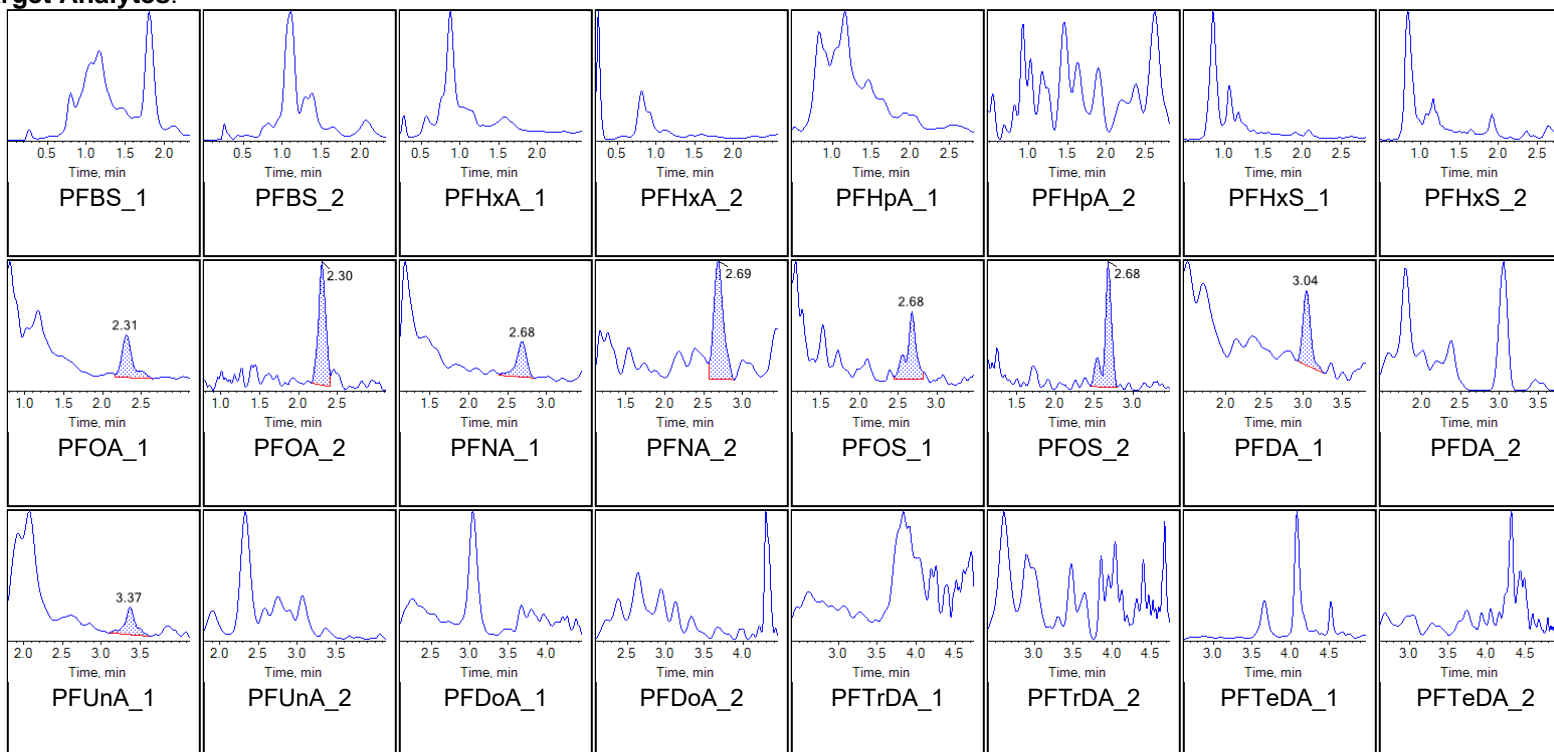 rget Analytes:
0.5 1.0 1.5 2.0
Time, min
PFBS_1
0.5 1.0 1.5 2.0
Time, min
PFBS_2
0.5 1.0 1.5 2.0
Time, min
PFHxA_1
0.5 1.0 1.5 2.0
Time, min
PFHxA_2
1.0 1.5 2.0 2.5
Time, min
PFHpA_1
1.0 1.5 2.0 2.5
Time, min
PFHpA_2
1.0 1.5 2.0 2.5
Time, min
PFHxS_1
1.0 1.5 2.0 2.5
Time, min
PFHxS_2
2.31
1.0 1.5 2.0 2.5
Time, min
PFOA_1
2.30
1.0 1.5 2.0 2.5
Time, min
PFOA_2
2.68
1.5 2.0 2.5 3.0
Time, min
PFNA_1
2.69
1.5 2.0 2.5 3.0
Time, min
PFNA_2
2.68
1.5 2.0 2.5 3.0
Time, min
PFOS_1
2.68
1.5 2.0 2.5 3.0
Time, min
PFOS_2
3.04
2.0 2.5 3.0 3.5
Time, min
PFDA_1
2.0 2.5 3.0 3.5
Time, min
PFDA_2
3.37
2.0 2.5 3.0 3.5
Time, min
PFUnA_1
2.0 2.5 3.0 3.5
Time, min
PFUnA_2
2.5 3.0 3.5 4.0
Time, min
PFDoA_1
2.5 3.0 3.5 4.0
Time, min
PFDoA_2
3.0 3.5 4.0 4.5
Time, min
PFTrDA_1
3.0 3.5 4.0 4.5
Time, min
PFTrDA_2
3.0 3.5 4.0 4.5
Time, min
PFTeDA_1
3.0 3.5 4.0 4.5
Time, min
PFTeDA_2